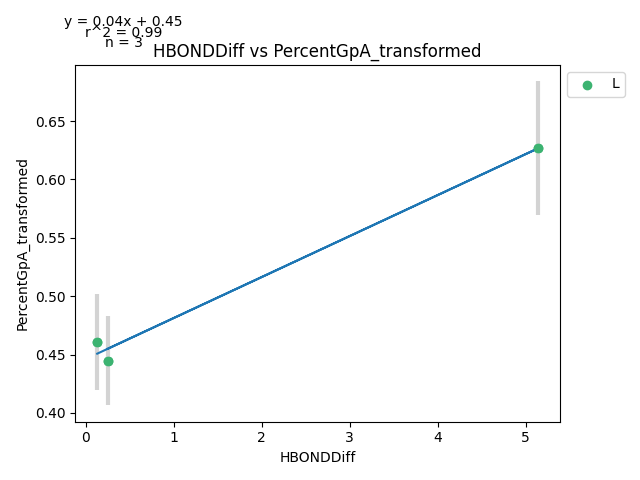 y = 0.04x + 0.45
r^2 = 0.99
n = 3
HBONDDiff vs PercentGpA_transformed
L
PercentGpA_transformed
0.65
0.60
0.55
0.50
0.45
0.40
0 1 2 3 4 5
HBONDDiff